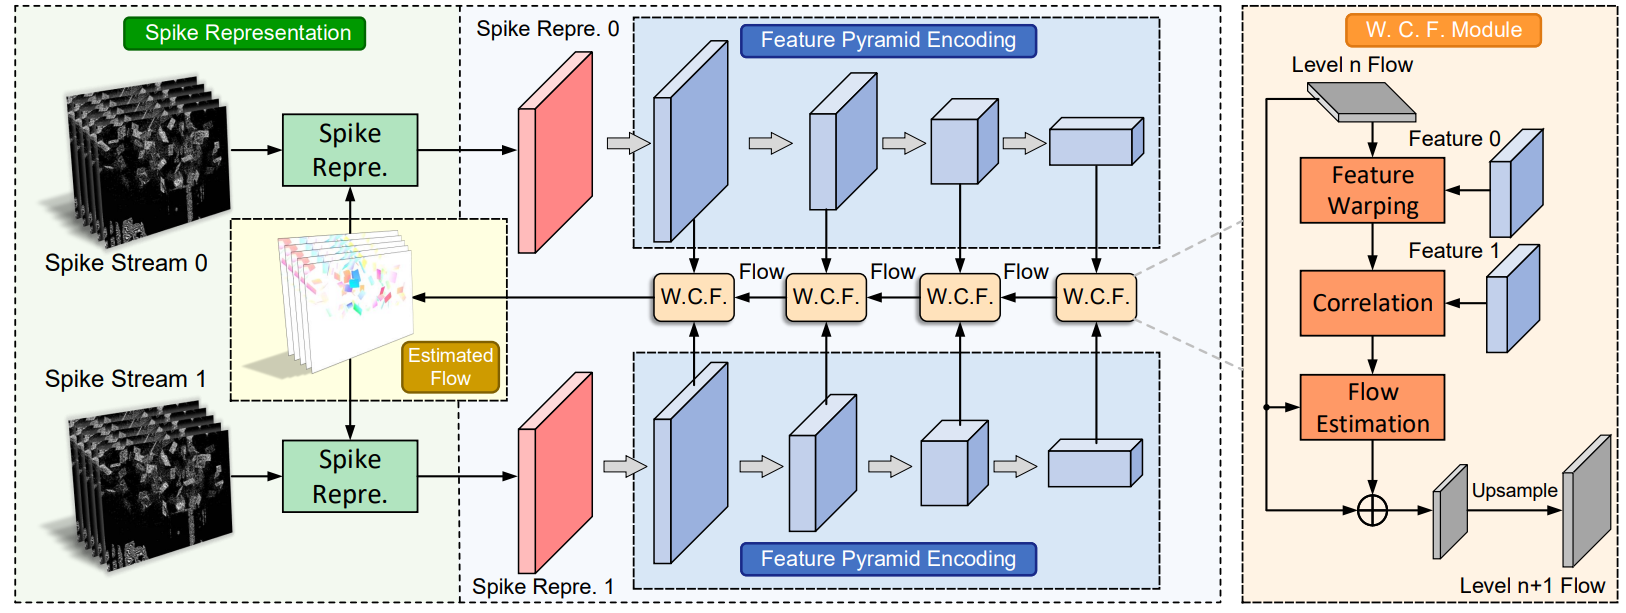 Spike Representation
Spike Repre. 0
Feature Pyramid Encoding
W. C. F. Module
Level n Flow
Spike
Repre.
Feature 0
Feature
Warping
Spike Stream 0
Feature 1
Flow
Flow
Flow
W.C.F.
W.C.F.
W.C.F.
W.C.F.
Correlation
Estimated
Flow
Spike Stream 1
Flow
Estimation
Spike
Repre.
Upsample
Feature Pyramid Encoding
Spike Repre. 1
Level n+1 Flow